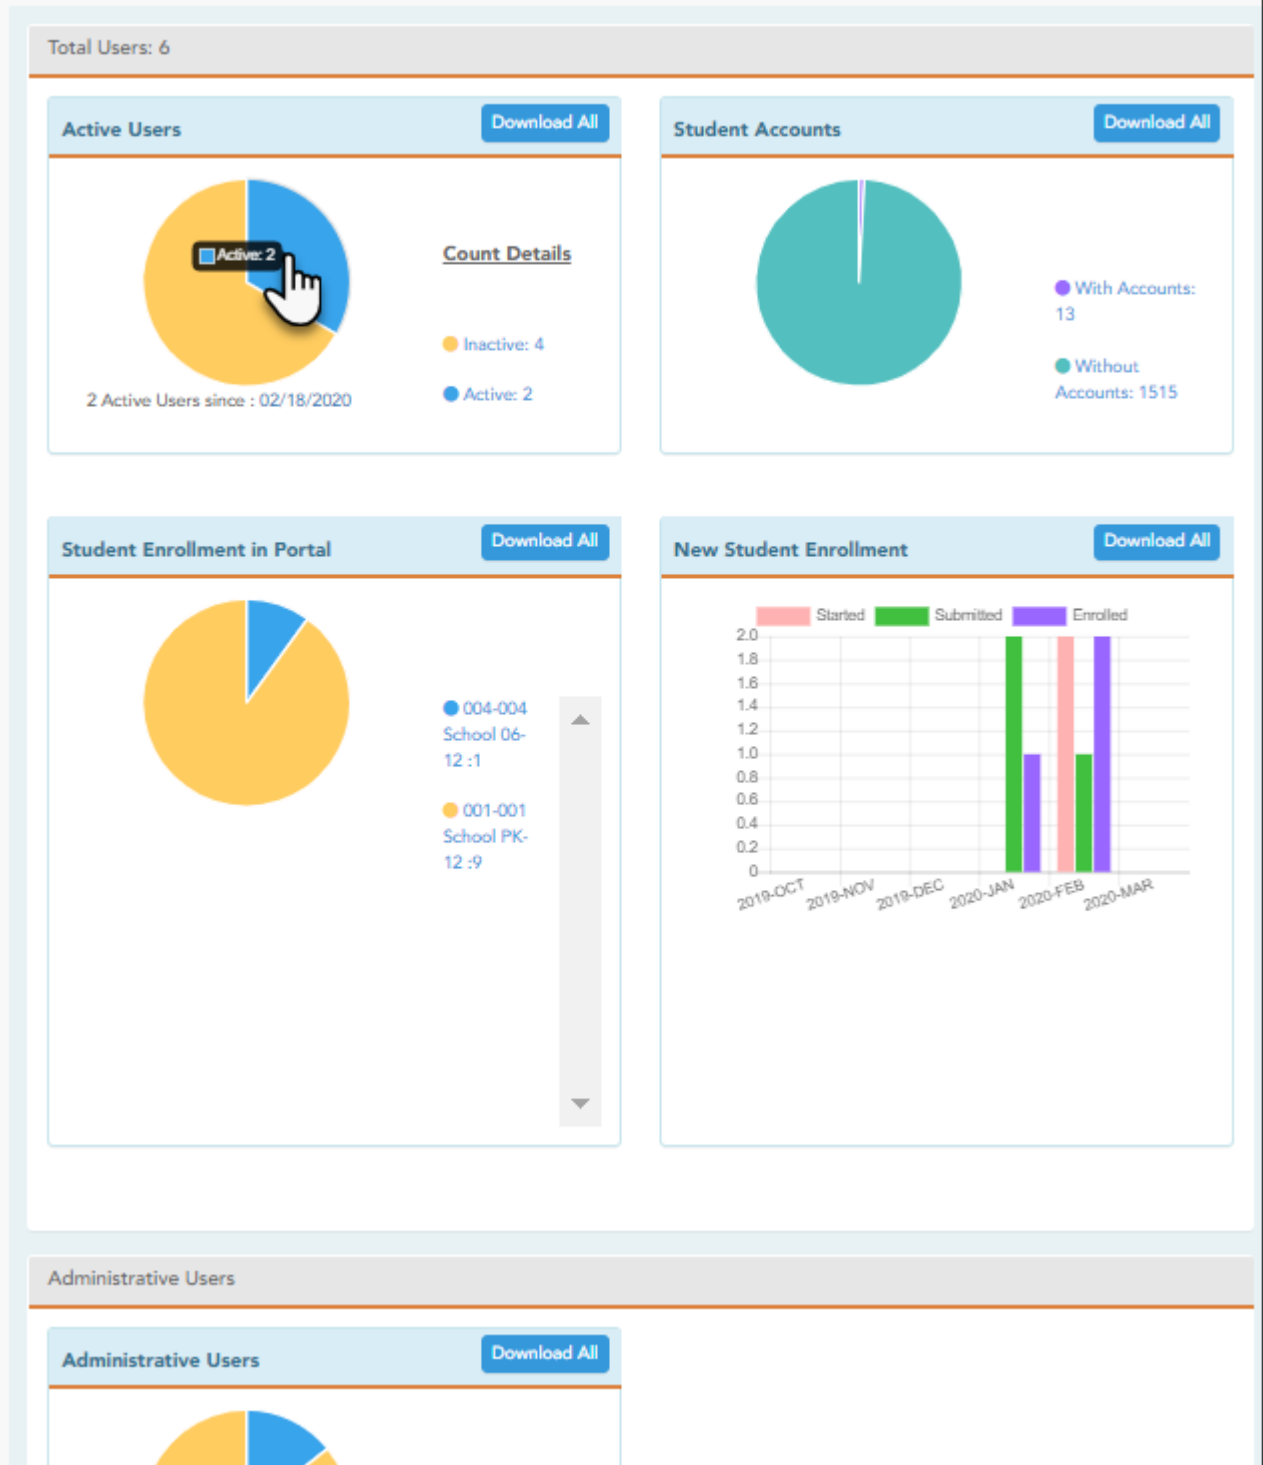 Total Users: 6
Active Users
Download All
Active: 2
Count Details
Inactive: 4
Active: 2
2 Active Users since : 02/18/2020
Student Accounts
Download All
With Accounts:
13
Without
Accounts: 1515
Student Enrollment in Portal
Download All
004-004
School 06-
12 :1
001-001
School PK-
12 :9
New Student Enrollment
Download All
Started
Submitted
Enrolled
2.0
1.8
1.6
1.4
1.2
1.0
0.8
0.6
0.4
0.2
0
2019-OCT
2019-NOV
2019-DEC
2020-JAN
2020-FEB
2020-MAR
Administrative Users
Administrative Users
Download All